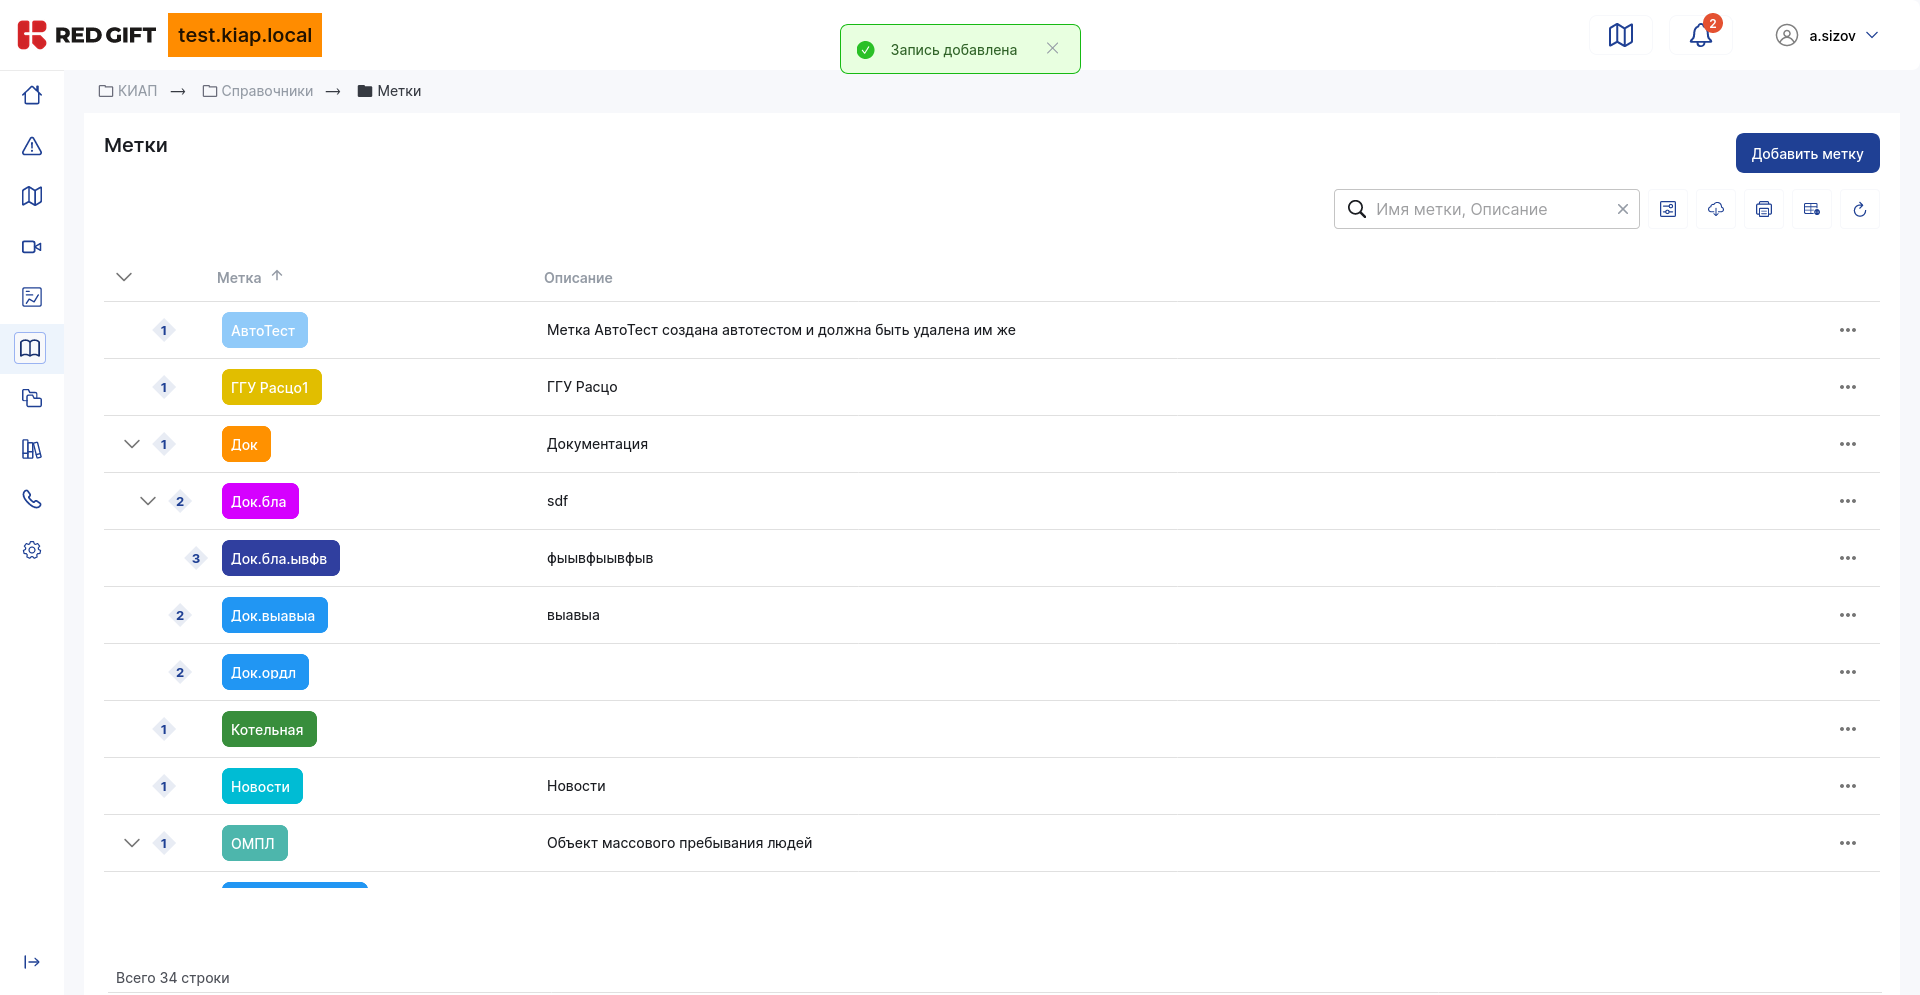 RED GIFT test.kiap.local
Запись добавлена
2
a.sizov
КИАП → Справочники → Метки
Метки
Добавить метку
Имя метки, Описание
Метка Описание
1 АвтоТест Метка АвтоТест создана автотестом и должна быть удалена им же
1 ГГУ Расцо1 ГГУ Расцо
1 Док Документация
2 Док.бла sdf
3 Док.бла.ывфв фыывфыывфыв
2 Док.выавыа выавыа
2 Док.ордл
1 Котельная
1 Новости Новости
1 ОМПЛ Объект массового пребывания людей
Всего 34 строки